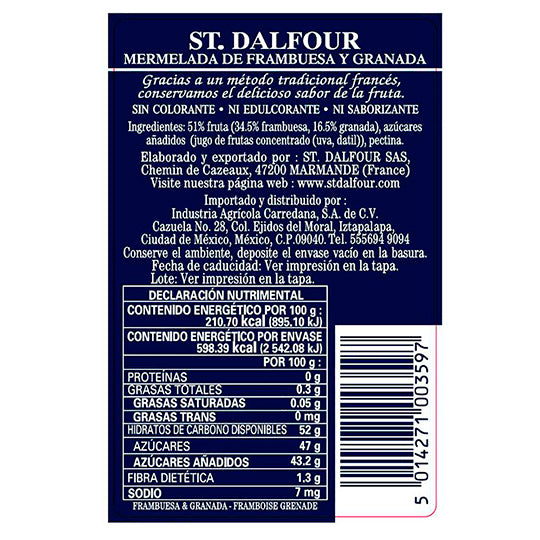 ST. DALFOUR
MERMELADA DE FRAMBUESA Y GRANADA
Gracias a un método tradicional francés,
conservamos el delicioso sabor de la fruta.
SIN COLORANTE • NI EDULCORANTE • NI SABORIZANTE
Ingredientes: 51% fruta (34.5% frambuesa, 16.5% granada), azúcares
añadidos (jugo de frutas concentrado (uva, datil)), pectina.
Elaborado y exportado por : ST. DALFOUR SAS,
Chemin de Cazeaux, 47200 MARMANDE (France)
Visite nuestra página web : www.stdalfour.com
Importado y distribuido por :
Industria Agrícola Carredana, S.A. de C.V.
Cazuela No. 28, Col. Ejidos del Moral, Iztapalapa,
Ciudad de México, México, C.P.09040. Tel. 555694 9094
Conserve el ambiente, deposite el envase vacío en la basura.
Fecha de caducidad: Ver impresión en la tapa.
Lote: Ver impresión en la tapa.
DECLARACIÓN NUTRIMENTAL
CONTENIDO ENERGÉTICO POR 100 g :
210.70 kcal (895.10 kJ)
CONTENIDO ENERGÉTICO POR ENVASE
598.39 kcal (2 542.08 kJ)
POR 100 g :
PROTEÍNAS 0 g
GRASAS TOTALES 0.3 g
GRASAS SATURADAS 0.05 g
GRASAS TRANS 0 mg
HIDRATOS DE CARBONO DISPONIBLES 52 g
AZÚCARES 47 g
AZÚCARES AÑADIDOS 43.2 g
FIBRA DIETÉTICA 1.3 g
SODIO 7 mg
FRAMBUESA & GRANADA - FRAMBOISE GRENADE
5 014271 003597